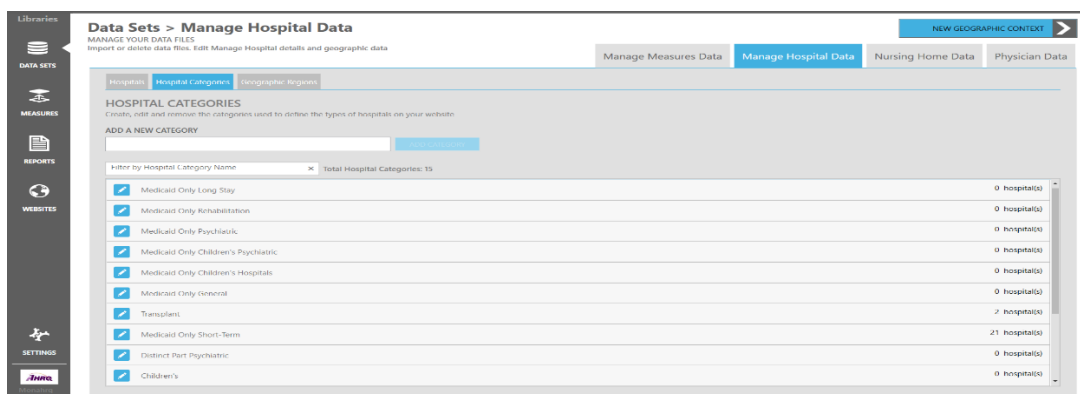 Libraries
DATA SETS
MEASURES
REPORTS
WEBSITES
SETTINGS
AHRQ
Data Sets > Manage Hospital Data
MANAGE YOUR DATA FILES
Import or delete data files. Edit Manage Hospital details and geographic data
NEW GEOGRAPHIC CONTEXT
Manage Measures Data
Manage Hospital Data
Nursing Home Data
Physician Data
Hospitals
Hospital Categories
Geographic Regions
HOSPITAL CATEGORIES
Create, edit and remove the categories used to define the types of hospitals on your website
ADD A NEW CATEGORY
Filter by Hospital Category Name
Total Hospital Categories: 15
Medicaid Only Long Stay 0 hospital(s)
Medicaid Only Rehabilitation 0 hospital(s)
Medicaid Only Psychiatric 0 hospital(s)
Medicaid Only Children's Psychiatric 0 hospital(s)
Medicaid Only Children's Hospitals 0 hospital(s)
Medicaid Only General 0 hospital(s)
Transplant 2 hospital(s)
Medicaid Only Short-Term 21 hospital(s)
Distinct Part Psychiatric 0 hospital(s)
Children's 0 hospital(s)